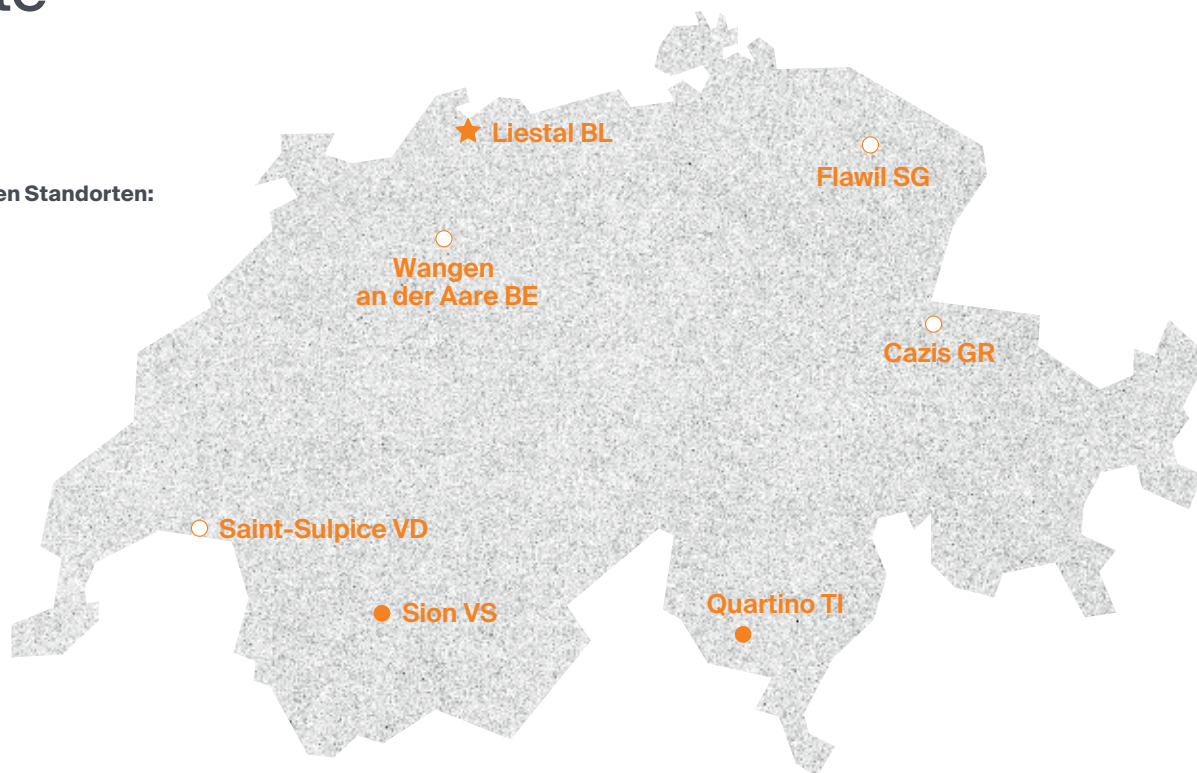 en Standorten:
Liestal BL
Flawil SG
Wangen
an der Aare BE
Cazis GR
Saint-Sulpice VD
Sion VS
Quartino TI